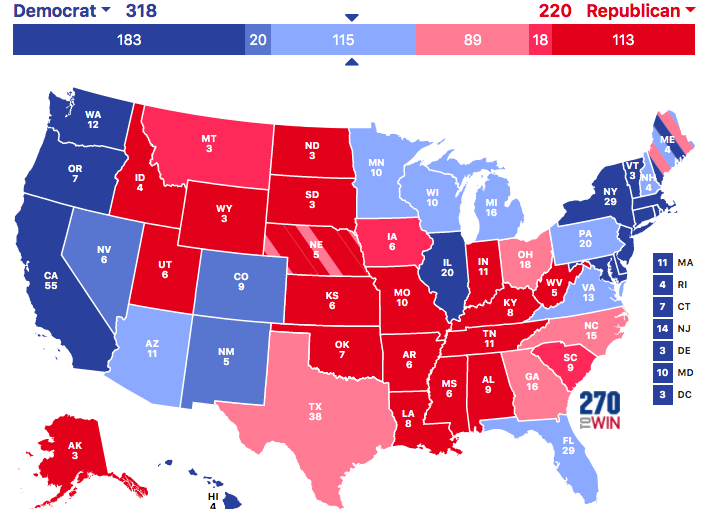 Democrat 318
220 Republican
183 20 115 89 18 113
WA
12
OR
7
CA
55
NV
6
ID
4
MT
3
WY
3
UT
6
AZ
11
CO
9
NM
5
ND
3
SD
3
NE
5
KS
6
OK
7
TX
38
MN
10
IA
6
MO
10
AR
6
LA
8
WI
10
IL
20
MI
16
IN
11
OH
18
KY
8
TN
11
MS
6
AL
9
GA
16
FL
29
SC
9
NC
15
VA
13
WV
5
PA
20
NY
29
VT
3
NH
4
ME
4
11 MA
4 RI
7 CT
14 NJ
3 DE
10 MD
3 DC
AK
3
HI
4
270
TO WIN